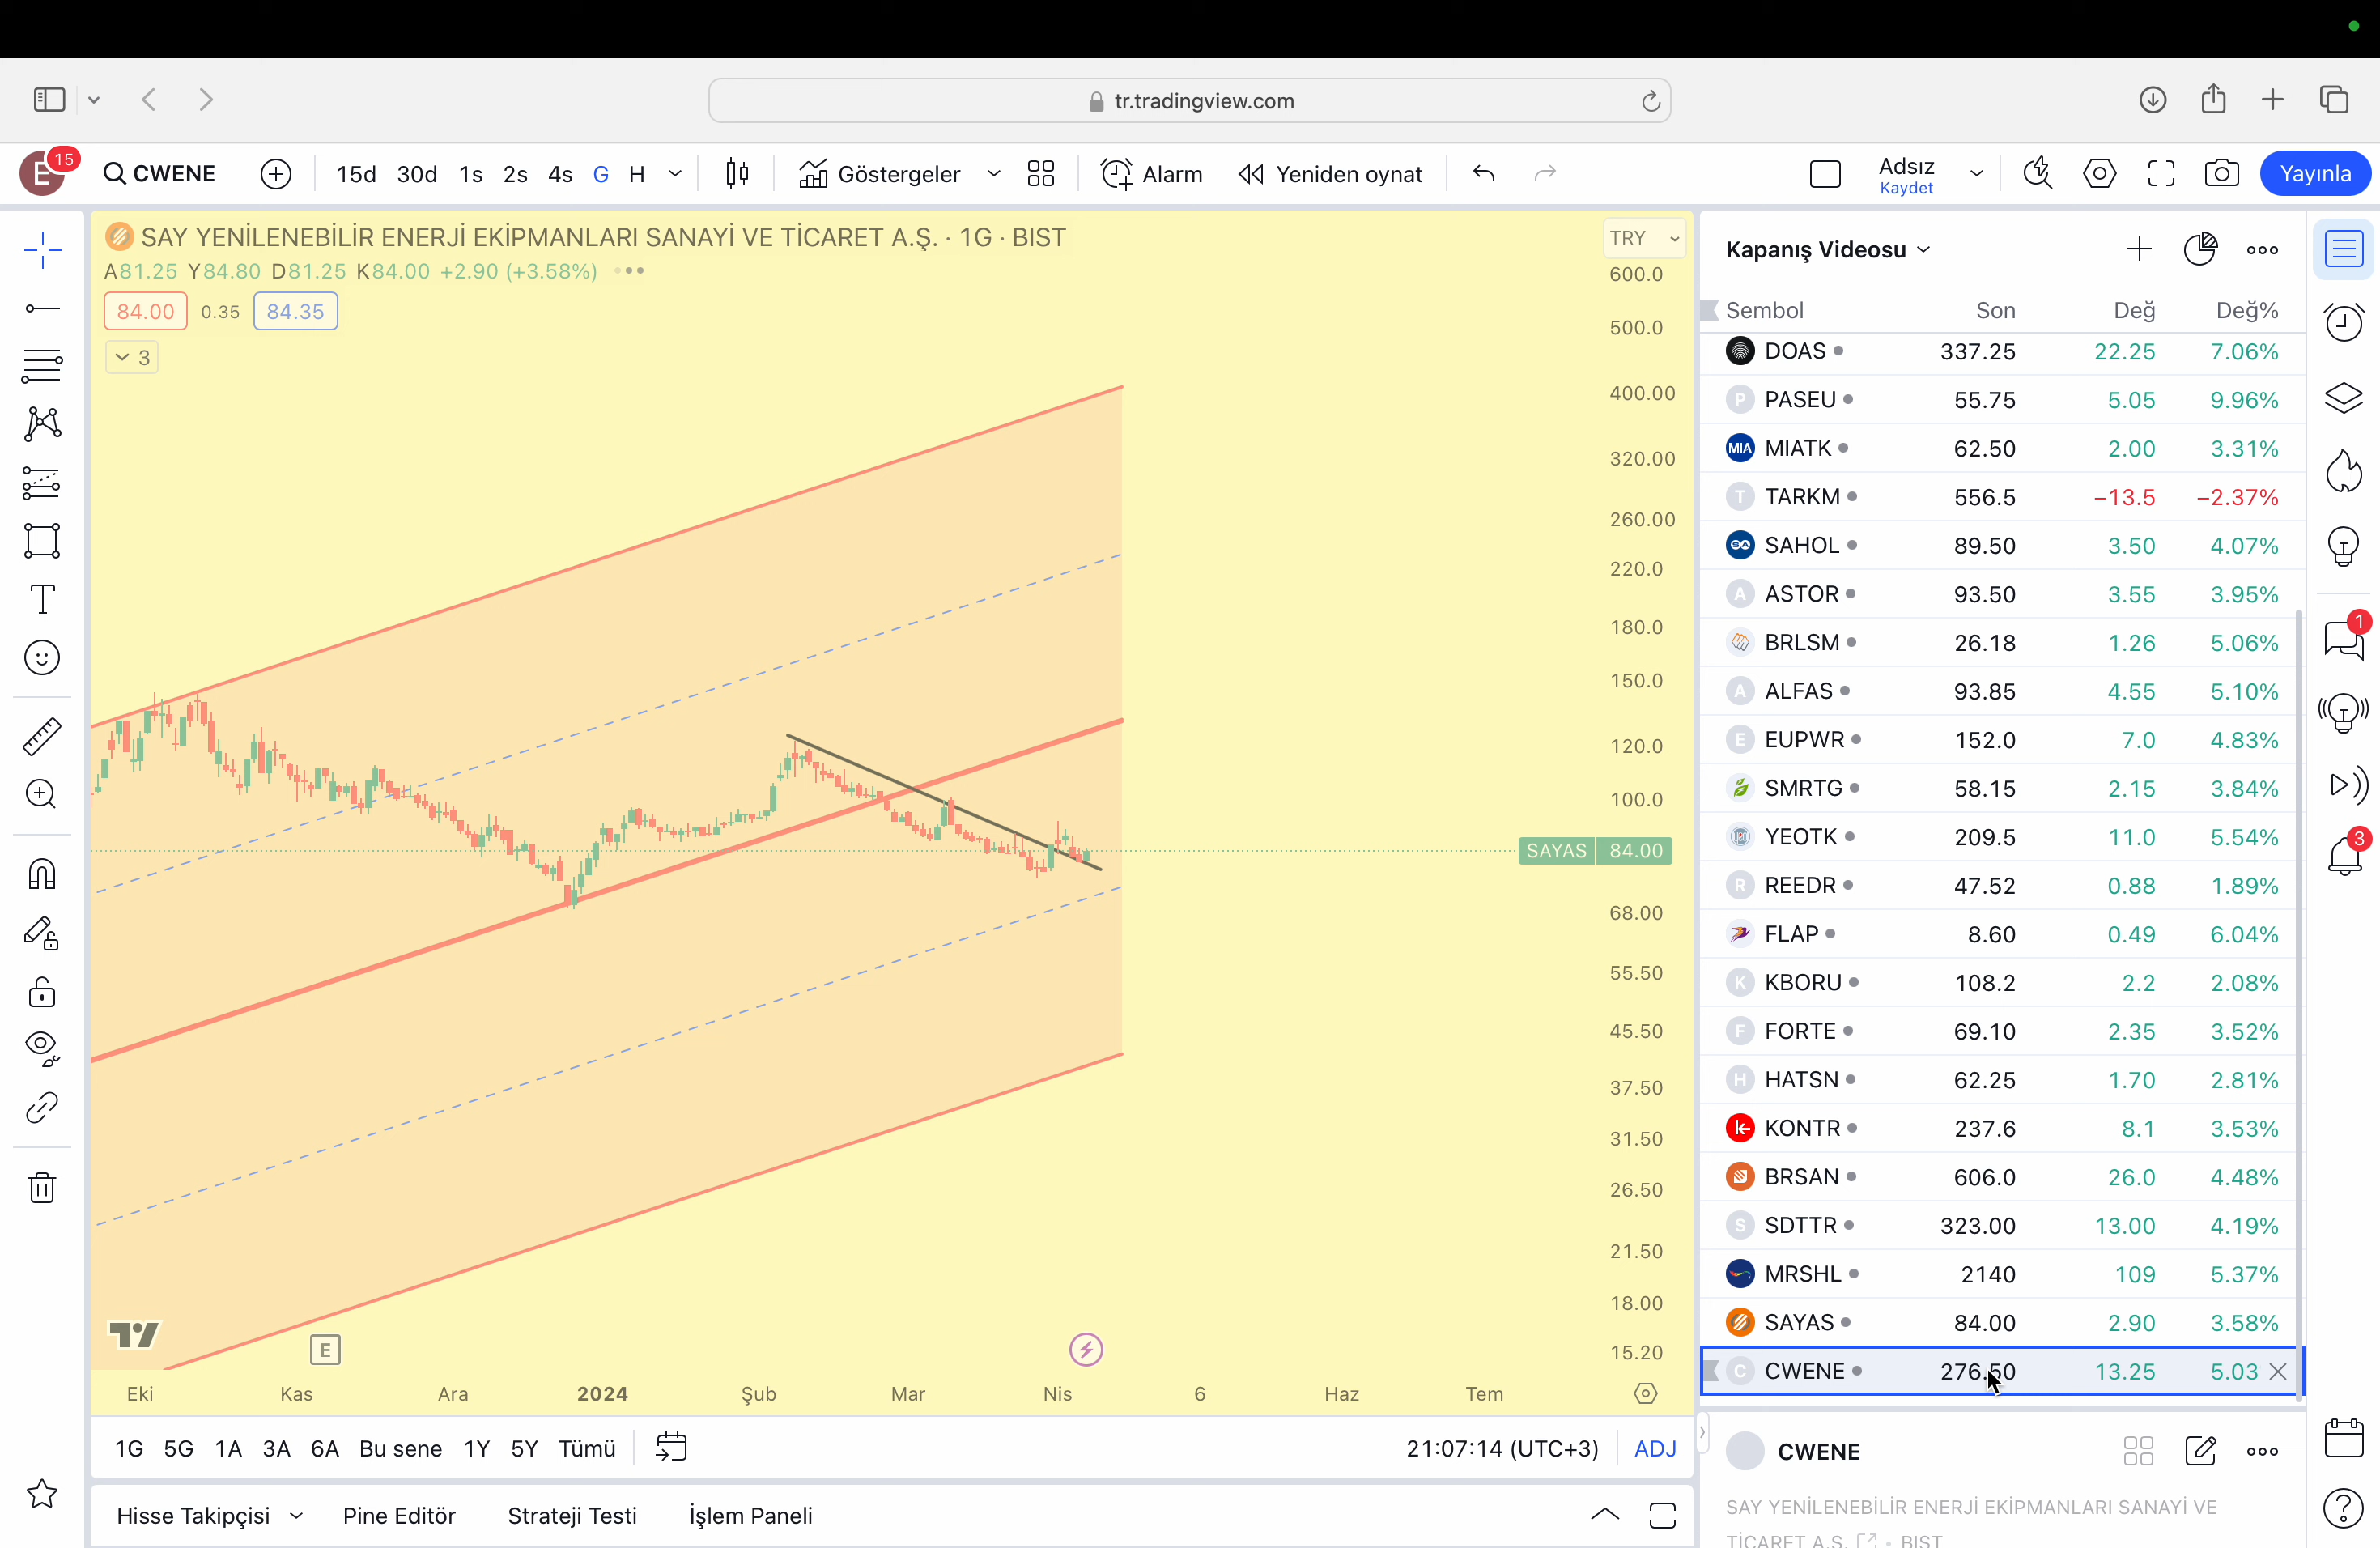 tr.tradingview.com
E 15 CWENE 15d 30d 1s 2s 4s G H Göstergeler Alarm Yeniden oynat Adsız Yayınla
Kaydet
SAY YENİLENEBİLİR ENERJİ EKİPMANLARI SANAYİ VE TİCARET A.Ş. · 1G · BIST
A81.25 Y84.80 D81.25 K84.00 +2.90 (+3.58%)
84.00 0.35 84.35
3
TRY
600.0
500.0
400.00
320.00
260.00
220.0
180.0
150.0
120.0
100.0
SAYAS 84.00
68.00
55.50
45.50
37.50
31.50
26.50
21.50
18.00
15.20
E
Eki Kas Ara 2024 Şub Mar Nis 6 Haz Tem
1G 5G 1A 3A 6A Bu sene 1Y 5Y Tümü 21:07:14 (UTC+3) ADJ
Hisse Takipçisi Pine Editör Strateji Testi İşlem Paneli
Kapanış Videosu
Sembol Son Değ Değ%
DOAS 337.25 22.25 7.06%
P PASEU 55.75 5.05 9.96%
MIA MIATK 62.50 2.00 3.31%
T TARKM 556.5 −13.5 −2.37%
SAHOL 89.50 3.50 4.07%
A ASTOR 93.50 3.55 3.95%
BRLSM 26.18 1.26 5.06%
A ALFAS 93.85 4.55 5.10%
E EUPWR 152.0 7.0 4.83%
SMRTG 58.15 2.15 3.84%
YEOTK 209.5 11.0 5.54%
R REEDR 47.52 0.88 1.89%
FLAP 8.60 0.49 6.04%
K KBORU 108.2 2.2 2.08%
F FORTE 69.10 2.35 3.52%
H HATSN 62.25 1.70 2.81%
KONTR 237.6 8.1 3.53%
BRSAN 606.0 26.0 4.48%
S SDTTR 323.00 13.00 4.19%
MRSHL 2140 109 5.37%
SAYAS 84.00 2.90 3.58%
C CWENE 276.50 13.25 5.03
CWENE
SAY YENİLENEBİLİR ENERJİ EKİPMANLARI SANAYİ VE
TİCARET A.Ş. • BIST
1
3